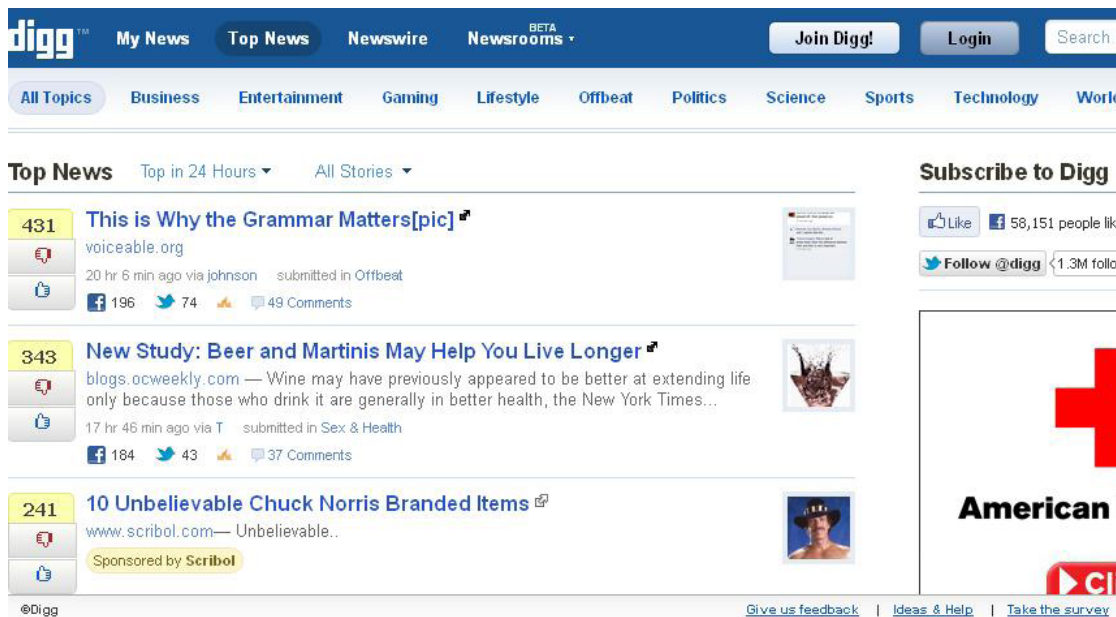 digg™ My News Top News Newswire Newsrooms BETA Join Digg! Login Search
All Topics Business Entertainment Gaming Lifestyle Offbeat Politics Science Sports Technology
Top News Top in 24 Hours All Stories
431
This is Why the Grammar Matters[pic]
voiceable.org
20 hr 6 min ago via johnson submitted in Offbeat
196 74 49 Comments
343
New Study: Beer and Martinis May Help You Live Longer
blogs.ocweekly.com — Wine may have previously appeared to be better at extending life
only because those who drink it are generally in better health, the New York Times...
17 hr 46 min ago via T submitted in Sex & Health
184 43 37 Comments
241
10 Unbelievable Chuck Norris Branded Items
www.scribol.com— Unbelievable..
Sponsored by Scribol
Subscribe to Digg
Like 58,151 people lik
Follow @digg 1.3M follo
American
©Digg Give us feedback | Ideas & Help | Take the survey